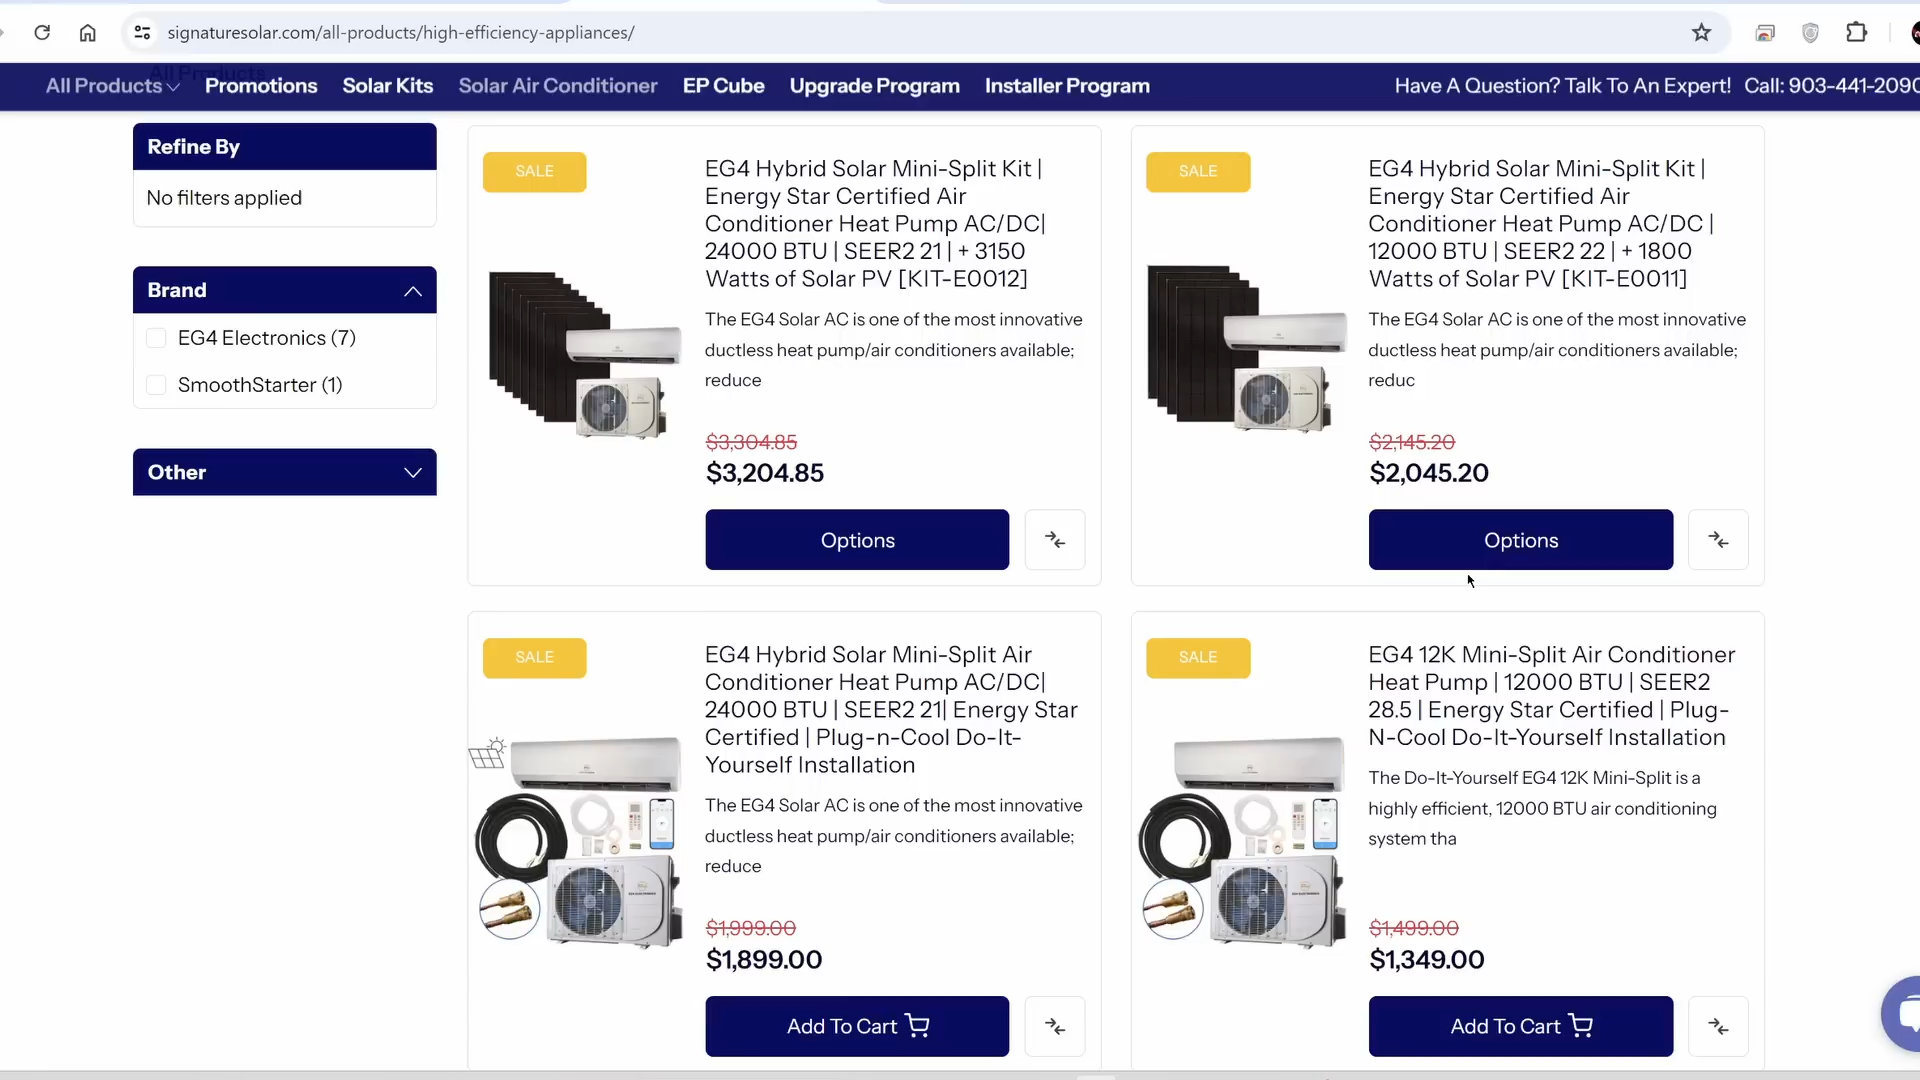 signaturesolar.com/all-products/high-efficiency-appliances/
All Products
Promotions
Solar Kits
Solar Air Conditioner
EP Cube
Upgrade Program
Installer Program
Have A Question? Talk To An Expert!
Call: 903-441-2090
Refine By
No filters applied
Brand
EG4 Electronics (7)
SmoothStarter (1)
Other
SALE
EG4 Hybrid Solar Mini-Split Kit |
Energy Star Certified Air
Conditioner Heat Pump AC/DC|
24000 BTU | SEER2 21 | + 3150
Watts of Solar PV [KIT-E0012]
The EG4 Solar AC is one of the most innovative
ductless heat pump/air conditioners available;
reduce
$3,304.85
$3,204.85
Options
SALE
EG4 Hybrid Solar Mini-Split Kit |
Energy Star Certified Air
Conditioner Heat Pump AC/DC |
12000 BTU | SEER2 22 | + 1800
Watts of Solar PV [KIT-E0011]
The EG4 Solar AC is one of the most innovative
ductless heat pump/air conditioners available;
reduc
$2,145.20
$2,045.20
Options
SALE
EG4 Hybrid Solar Mini-Split Air
Conditioner Heat Pump AC/DC|
24000 BTU | SEER2 21| Energy Star
Certified | Plug-n-Cool Do-It-
Yourself Installation
The EG4 Solar AC is one of the most innovative
ductless heat pump/air conditioners available;
reduce
$1,999.00
$1,899.00
Add To Cart
SALE
EG4 12K Mini-Split Air Conditioner
Heat Pump | 12000 BTU | SEER2
28.5 | Energy Star Certified | Plug-
N-Cool Do-It-Yourself Installation
The Do-It-Yourself EG4 12K Mini-Split is a
highly efficient, 12000 BTU air conditioning
system tha
$1,499.00
$1,349.00
Add To Cart